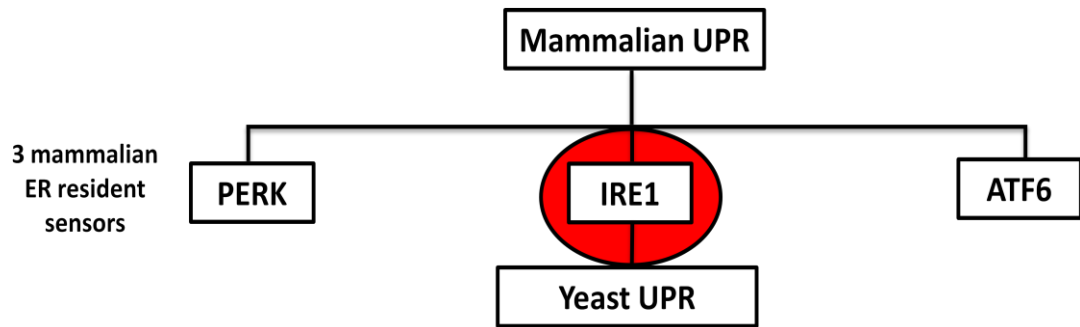 Mammalian UPR
3 mammalian
ER resident
sensors
PERK
IRE1
ATF6
Yeast UPR